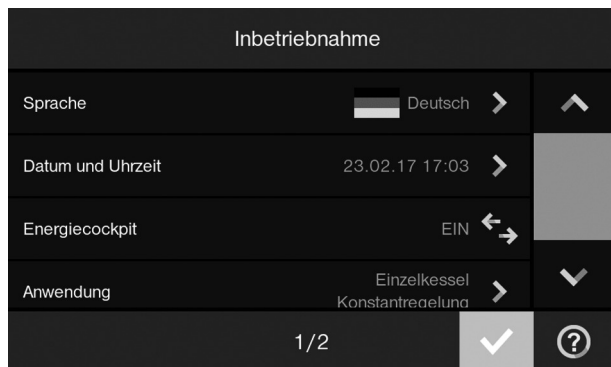 Inbetriebnahme
Sprache Deutsch
Datum und Uhrzeit 23.02.17 17:03
Energiecockpit EIN
Anwendung Einzelkessel
Konstantregelung
1/2
?